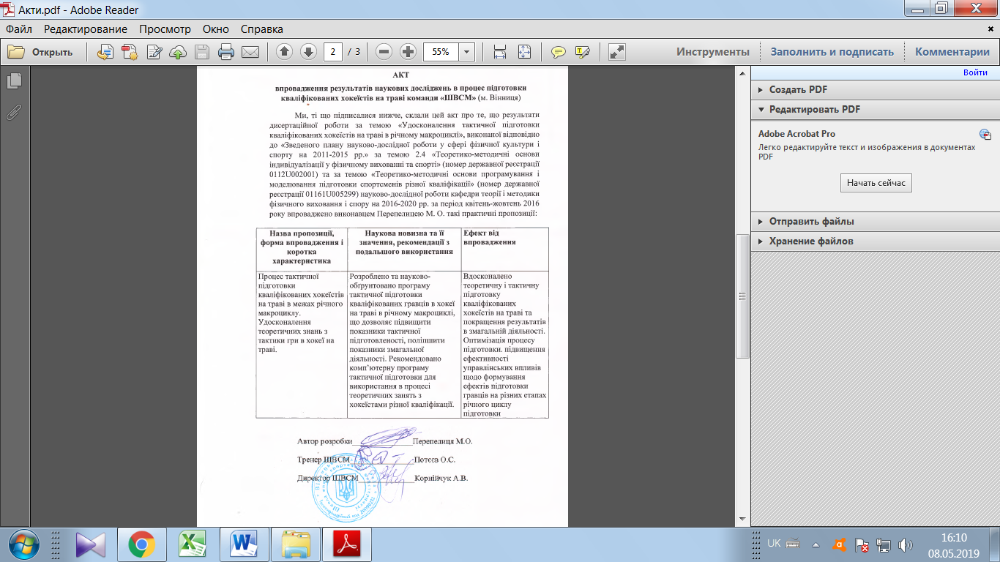 Акти.pdf - Adobe Reader
Файл Редактирование Просмотр Окно Справка
Открыть
2 / 3
55%
Инструменты Заполнить и подписать Комментарии
Войти
Создать PDF
Редактировать PDF
Adobe Acrobat Pro
Легко редактируйте текст и изображения в документах
PDF
Начать сейчас
Отправить файлы
Хранение файлов
АКТ
впровадження результатів наукових досліджень в процес підготовки
кваліфікованих хокеїстів на траві команди «ШВСМ» (м. Вінниця)
Ми, ті що підписалися нижче, склали цей акт про те, що результати
дисертаційної роботи за темою «Удосконалення тактичної підготовки
кваліфікованих хокеїстів на траві в річному макроциклі», виконаної відповідно
до «Зведеного плану науково-дослідної роботи у сфері фізичної культури і
спорту на 2011-2015 рр.» за темою 2.4 «Теоретико-методичні основи
індивідуалізації у фізичному вихованні та спорті» (номер державної реєстрації
0112U002001) та за темою «Теоретико-методичні основи програмування і
моделювання підготовки спортсменів різної кваліфікації» (номер державної
реєстрації 01161U005299) науково-дослідної роботи кафедри теорії і методики
фізичного виховання і спору на 2016-2020 рр. за період квітень-жовтень 2016
року впроваджено виконавцем Перепелицею М. О. такі практичні пропозиції:
Назва пропозиції,
форма впровадження і
коротка
характеристика
Наукова новизна та її
значення, рекомендації з
подальшого використання
Ефект від
впровадження
Процес тактичної
підготовки
кваліфікованих хокеїстів
на траві в межах річного
макроциклу.
Удосконалення
теоретичних знань з
тактики гри в хокеї на
траві.
Розроблено та науково-
обґрунтовано програму
тактичної підготовки
кваліфікованих гравців в хокеї
на траві в річному макроциклі,
що дозволяє підвищити
показники тактичної
підготовленості, поліпшити
показники змагальної
діяльності. Рекомендовано
комп’ютерну програму
тактичної підготовки для
використання в процесі
теоретичних занять з
хокеїстами різної кваліфікації.
Вдосконалено
теоретичну і тактичну
підготовку
кваліфікованих
хокеїстів на траві та
покращення результатів
в змагальній діяльності.
Оптимізація процесу
підготовки. підвищення
ефективності
управлінських впливів
щодо формування
ефектів підготовки
гравців на різних етапах
річного циклу
підготовки
Автор розробки Перепелиця М.О.
Тренер ШВСМ Потєєв О.С.
Директор ШВСМ Корнійчук А.В.
UK
16:10
08.05.2019